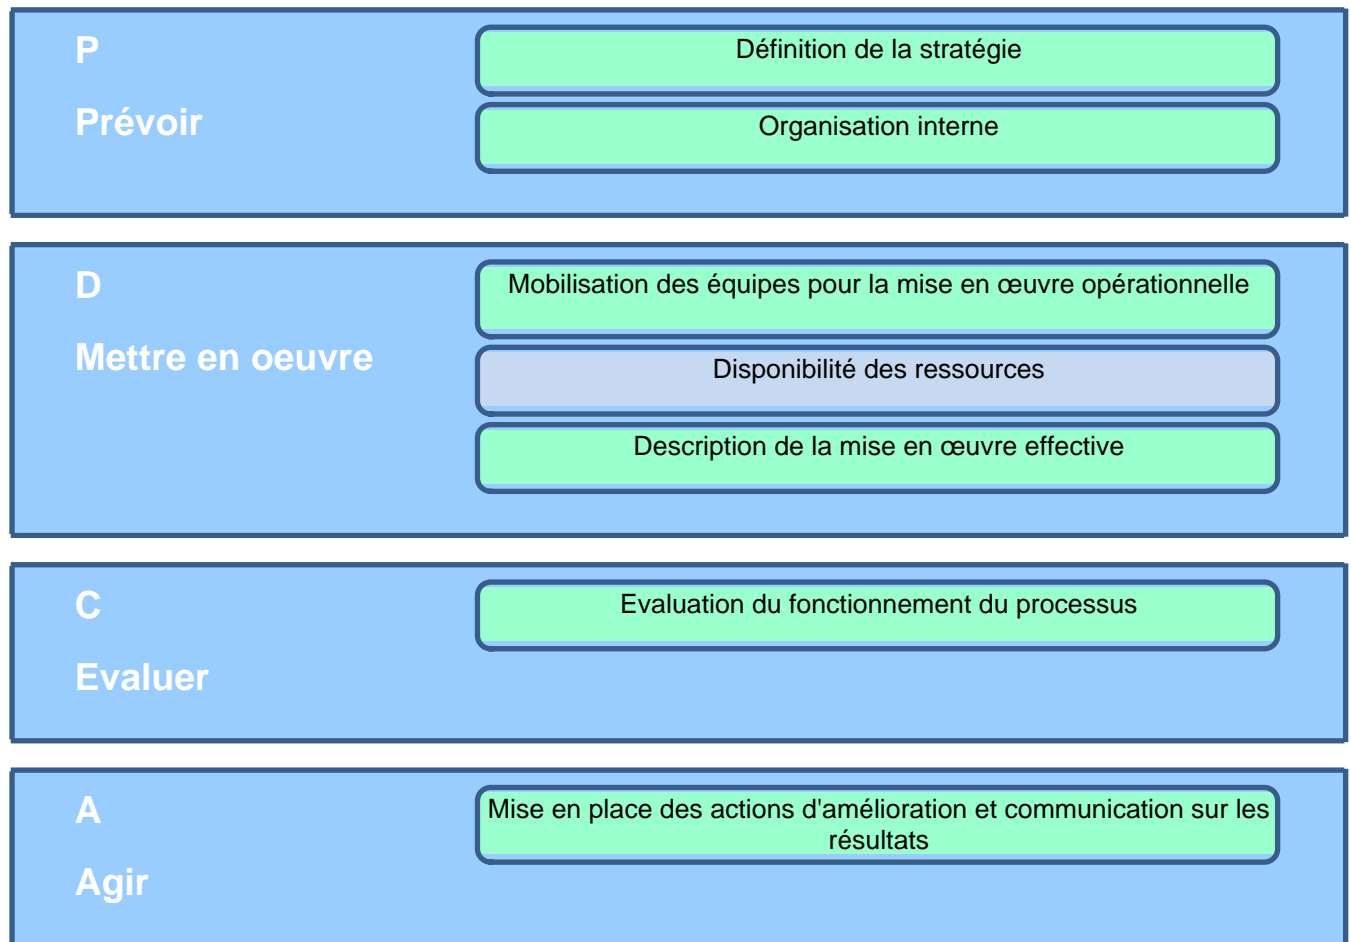 P
Prévoir
Définition de la stratégie
Organisation interne
D
Mettre en oeuvre
Mobilisation des équipes pour la mise en œuvre opérationnelle
Disponibilité des ressources
Description de la mise en œuvre effective
C
Evaluer
Evaluation du fonctionnement du processus
A
Agir
Mise en place des actions d'amélioration et communication sur les
résultats